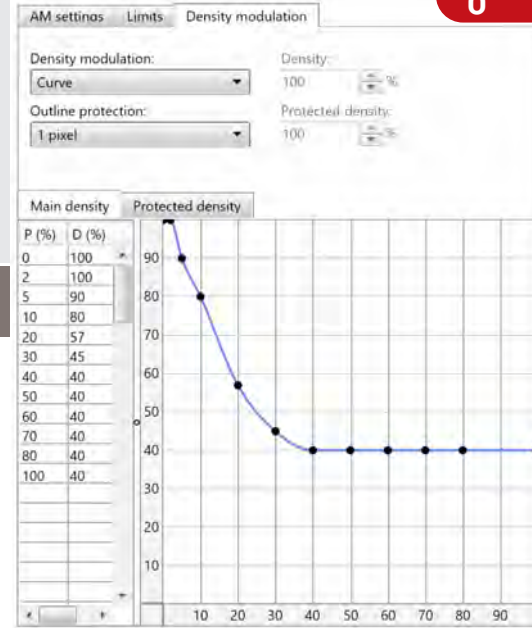 0
AM settings Limits Density modulation
Density modulation: Density:
Curve 100 %
Outline protection: Protected density:
1 pixel 100 %
Main density Protected density
P (%) D (%)
0 100
2 100
5 90
10 80
20 57
30 45
40 40
50 40
60 40
70 40
80 40
100 40
90
80
70
60
50
40
30
20
10
10 20 30 40 50 60 70 80 90